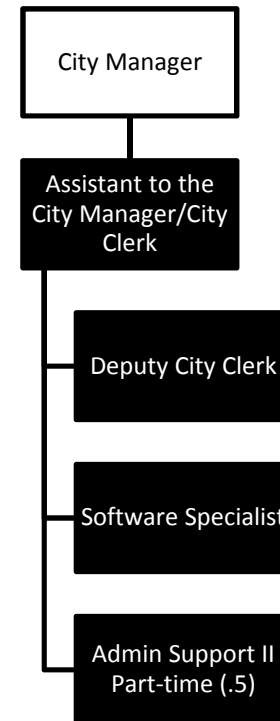 City Manager
Assistant to the
City Manager/City
Clerk
Deputy City Clerk
Software Specialist
Admin Support II
Part-time (.5)